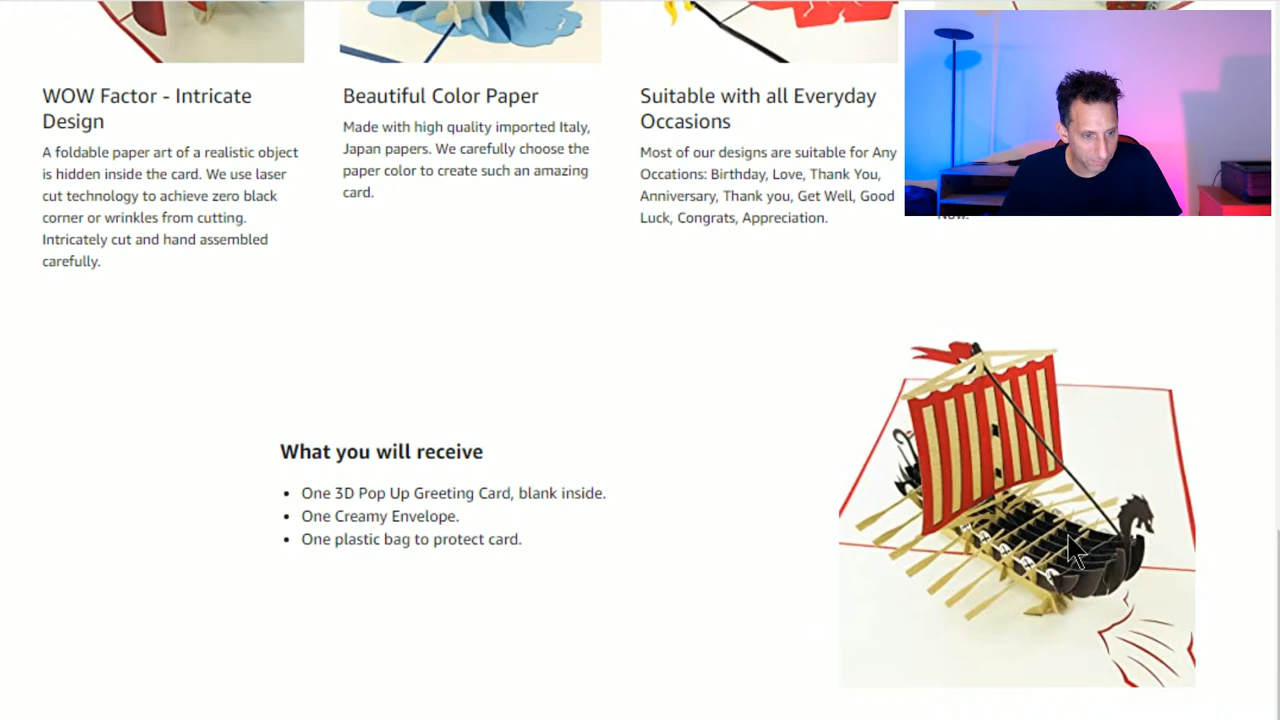 WOW Factor - Intricate
Design
A foldable paper art of a realistic object
is hidden inside the card. We use laser
cut technology to achieve zero black
corner or wrinkles from cutting.
Intricately cut and hand assembled
carefully.
Beautiful Color Paper
Made with high quality imported Italy,
Japan papers. We carefully choose the
paper color to create such an amazing
card.
Suitable with all Everyday
Occations
Most of our designs are suitable for Any
Occations: Birthday, Love, Thank You,
Anniversary, Thank you, Get Well, Good
Luck, Congrats, Appreciation.
What you will receive
• One 3D Pop Up Greeting Card, blank inside.
• One Creamy Envelope.
• One plastic bag to protect card.